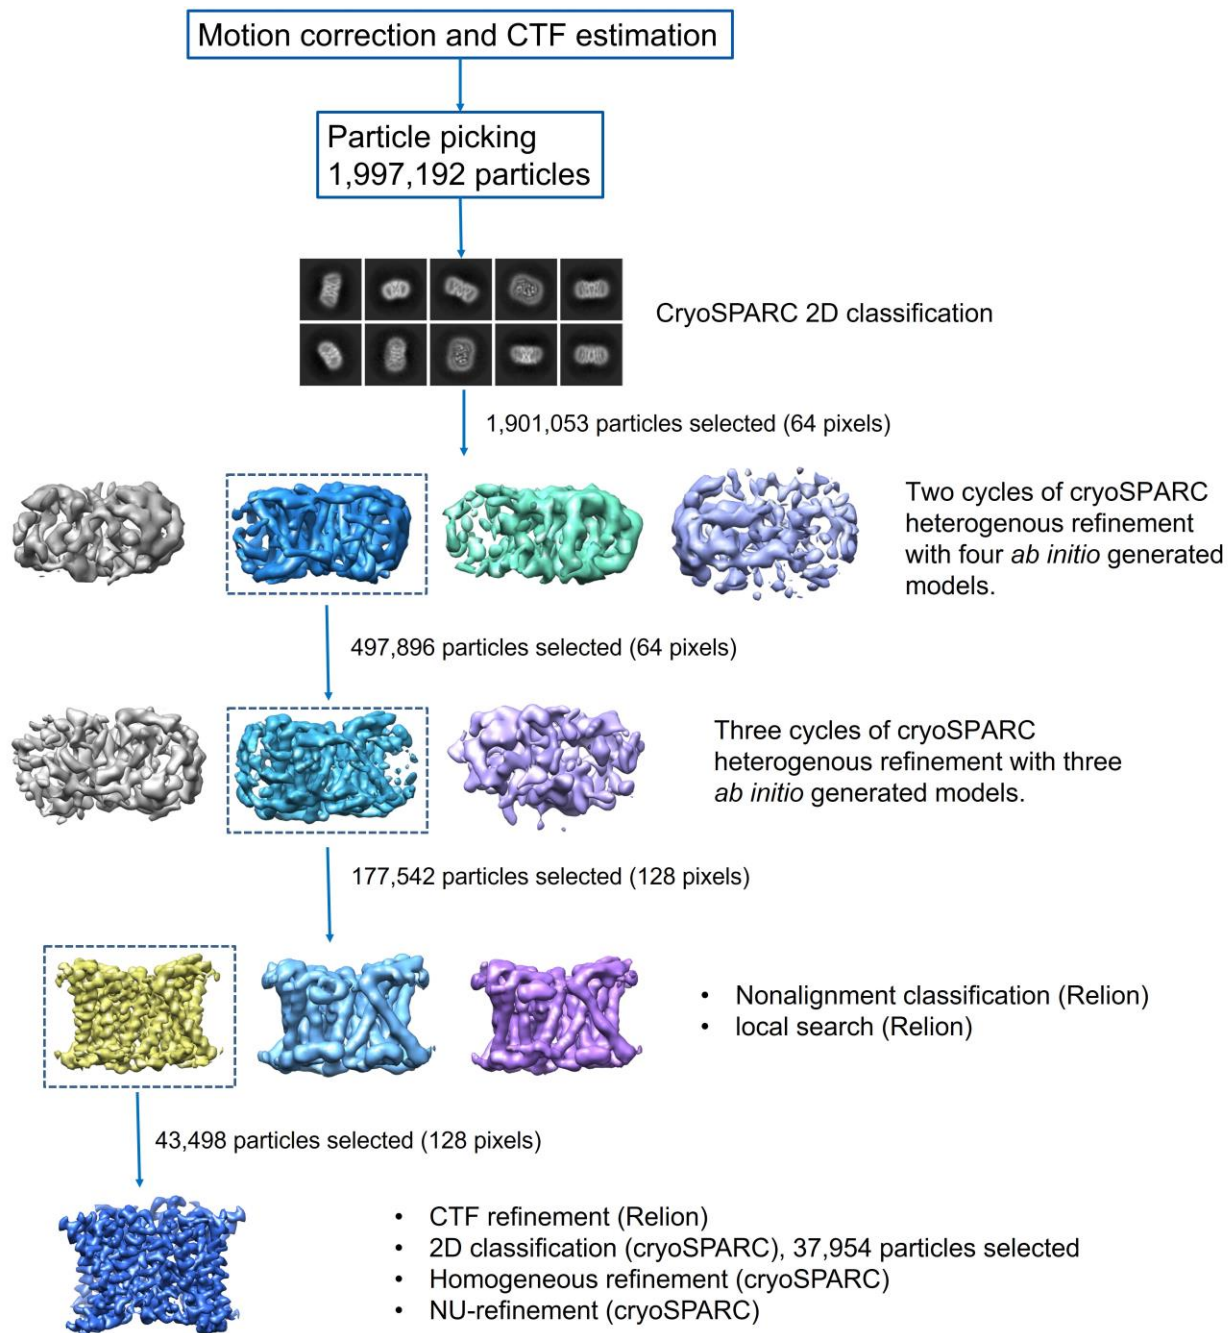 Motion correction and CTF estimation
Particle picking
1,997,192 particles
CryoSPARC 2D classification
1,901,053 particles selected (64 pixels)
Two cycles of cryoSPARC
heterogenous refinement
with four ab initio generated
models.
497,896 particles selected (64 pixels)
Three cycles of cryoSPARC
heterogenous refinement with three
ab initio generated models.
177,542 particles selected (128 pixels)
• Nonalignment classification (Relion)
• local search (Relion)
43,498 particles selected (128 pixels)
• CTF refinement (Relion)
• 2D classification (cryoSPARC), 37,954 particles selected
• Homogeneous refinement (cryoSPARC)
• NU-refinement (cryoSPARC)